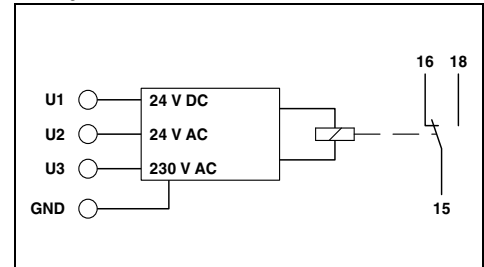 16 18
U1 24 V DC
U2 24 V AC
U3 230 V AC
GND
15